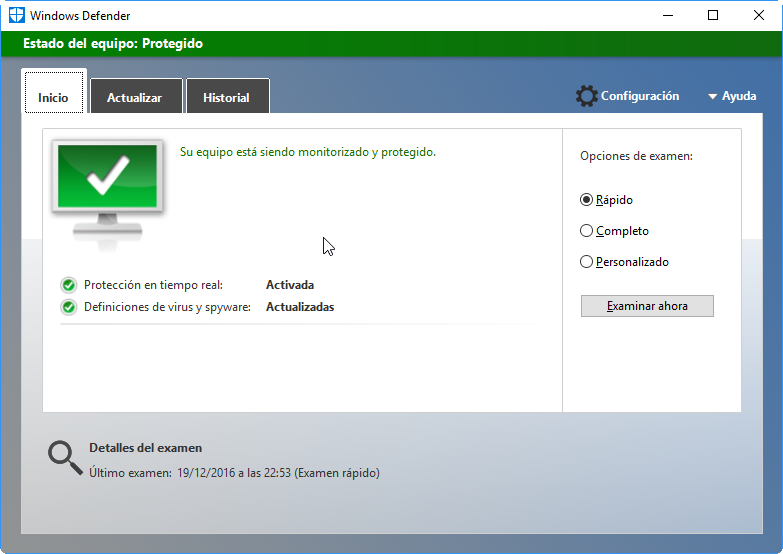 Windows Defender
Estado del equipo: Protegido
Inicio
Actualizar
Historial
Configuración
Ayuda
Su equipo está siendo monitorizado y protegido.
Protección en tiempo real: Activada
Definiciones de virus y spyware: Actualizadas
Opciones de examen:
Rápido
Completo
Personalizado
Examinar ahora
Detalles del examen
Último examen: 19/12/2016 a las 22:53 (Examen rápido)